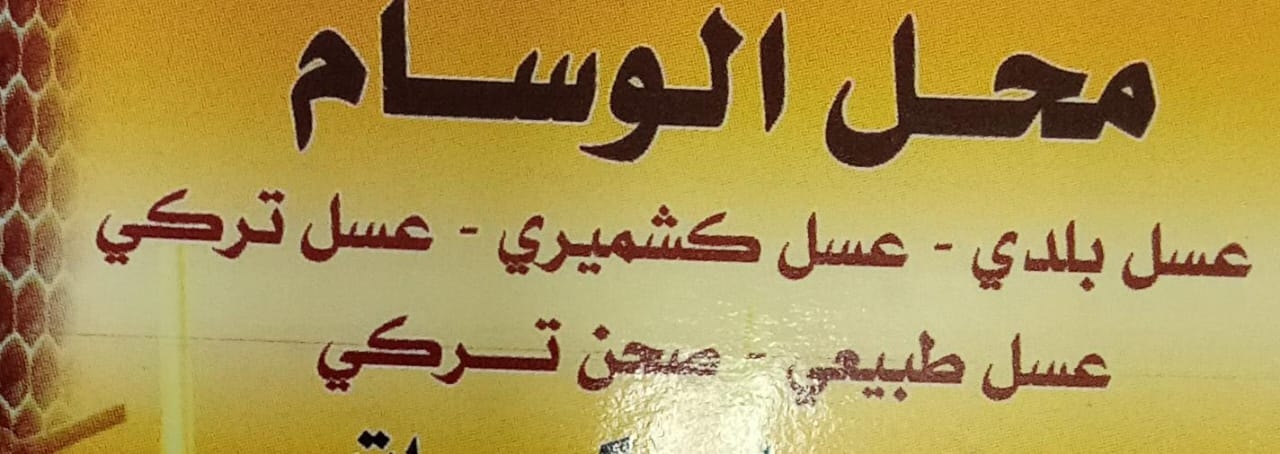 محل الوسام
عسل بلدي - عسل كشميري - عسل تركي
عسل طبيعي - صحن تركي